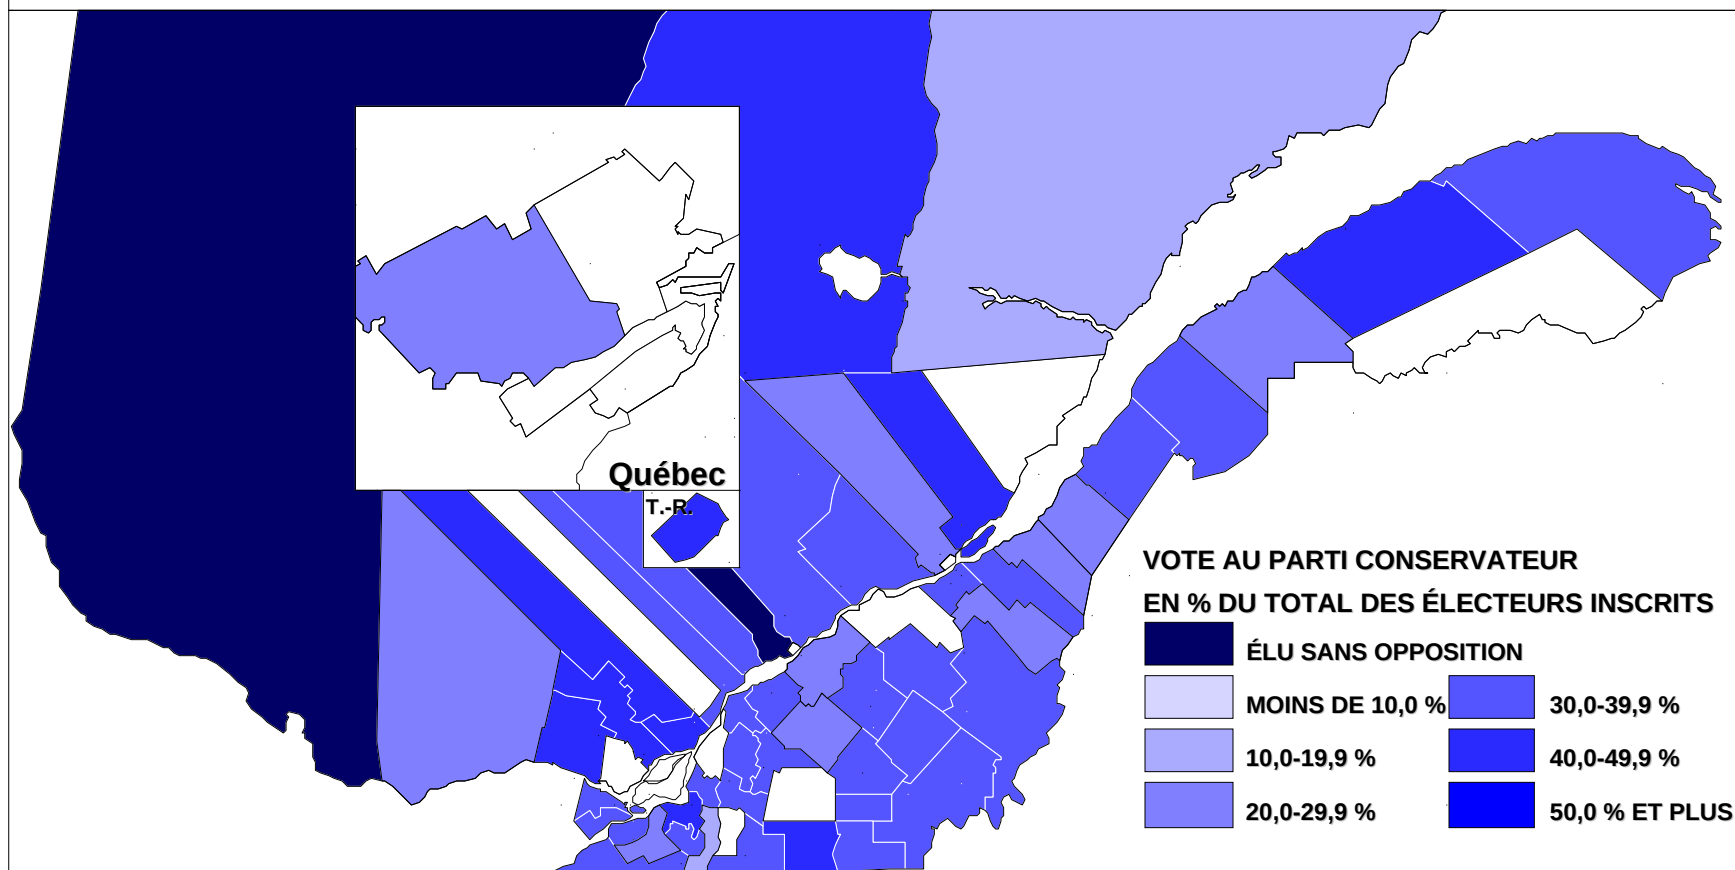 Québec
T.-R.
VOTE AU PARTI CONSERVATEUR
EN % DU TOTAL DES ÉLECTEURS INSCRITS
ÉLU SANS OPPOSITION
MOINS DE 10,0 %
30,0-39,9 %
10,0-19,9 %
40,0-49,9 %
20,0-29,9 %
50,0 % ET PLUS